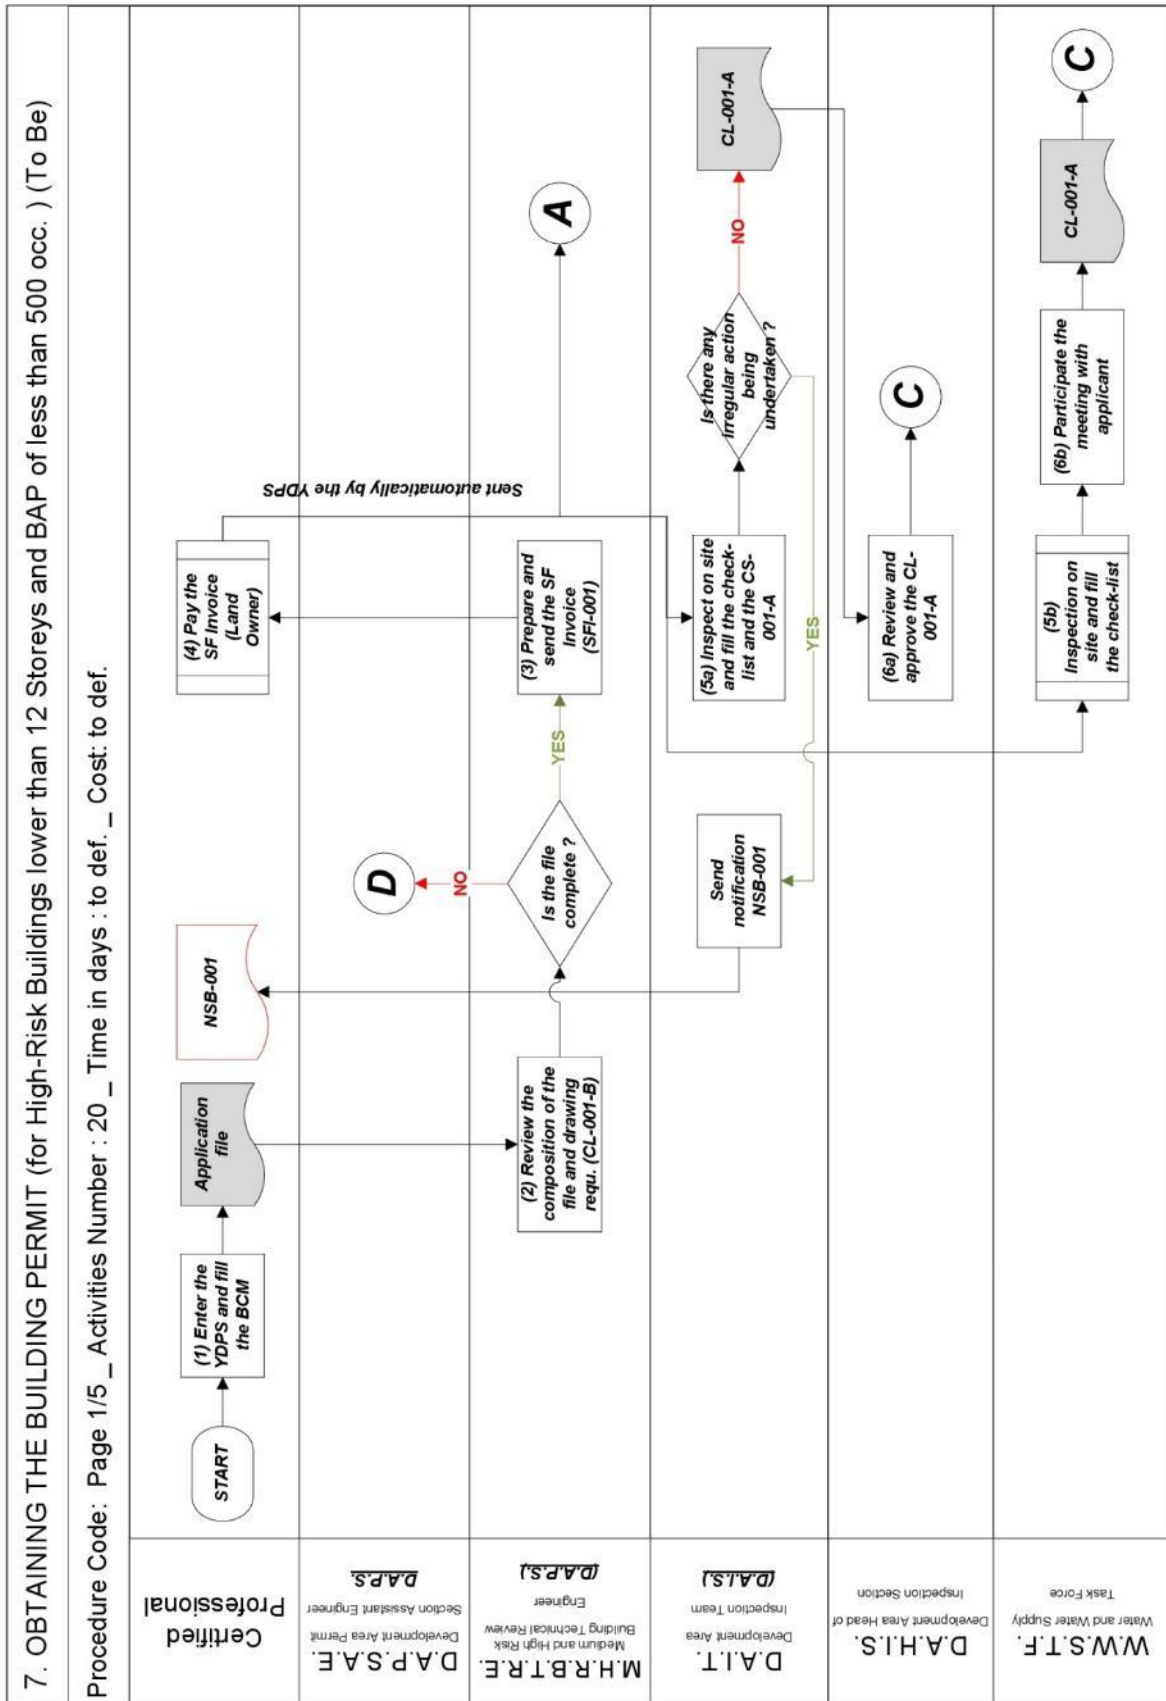 7. OBTAINING THE BUILDING PERMIT (for High-Risk Buildings lower than 12 Storeys and BAP of less than 500 occ. ) (To Be)
Procedure Code: Page 1/5 _ Activities Number : 20 _ Time in days : to def. _ Cost: to def.
Certified
Professional
START
(1) Enter the
YDPS and fill
the BCM
Application
file
NSB-001
(4) Pay the
SF Invoice
(Land
Owner)
Sent automatically by the YDPS
D.A.P.S.A.E.
Development Area Permit
Section Assistant Engineer
D.A.P.S.
D
NO
M.H.R.B.T.R.E.
Medium and High Risk
Building Technical Review
Engineer
(D.A.P.S.)
(2) Review the
composition of the
file and drawing
requ. (CL-001-B)
Is the file
complete ?
YES
(3) Prepare and
send the SF
Invoice
(SFI-001)
A
D.A.I.T.
Development Area
Inspection Team
(D.A.I.S.)
Send
notification
NSB-001
(5a) Inspect on site
and fill the check-
list and the CS-
001-A
Is there any
irregular action
being
undertaken ?
NO
CL-001-A
YES
D.A.H.I.S.
Development Area Head of
Inspection Section
(6a) Review and
approve the CL-
001-A
C
W.W.S.T.F.
Water and Water Supply
Task Force
(5b)
Inspection on
site and fill
the check-list
(6b) Participate the
meeting with
applicant
CL-001-A
C